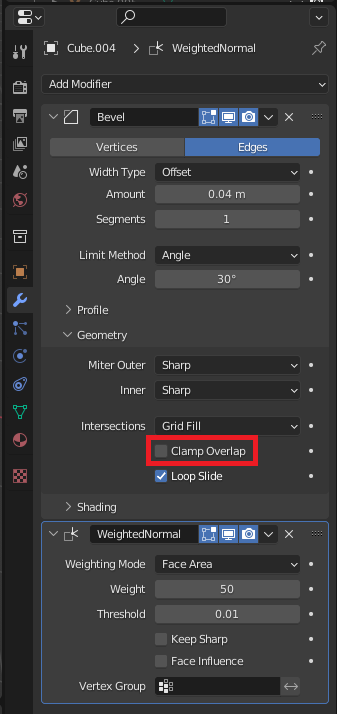 Cube.004 WeightedNormal
Add Modifier
Bevel
Vertices Edges
Width Type Offset
Amount 0.04 m
Segments 1
Limit Method Angle
Angle 30°
Profile
Geometry
Miter Outer Sharp
Inner Sharp
Intersections Grid Fill
Clamp Overlap
Loop Slide
Shading
WeightedNormal
Weighting Mode Face Area
Weight 50
Threshold 0.01
Keep Sharp
Face Influence
Vertex Group